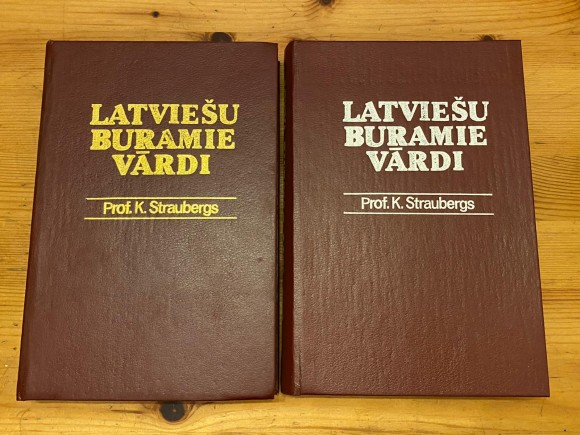 LATVIEŠU
BURAMIE
VĀRDI
Prof. K. Straubergs
LATVIEŠU
BURAMIE
VĀRDI
Prof. K. Straubergs